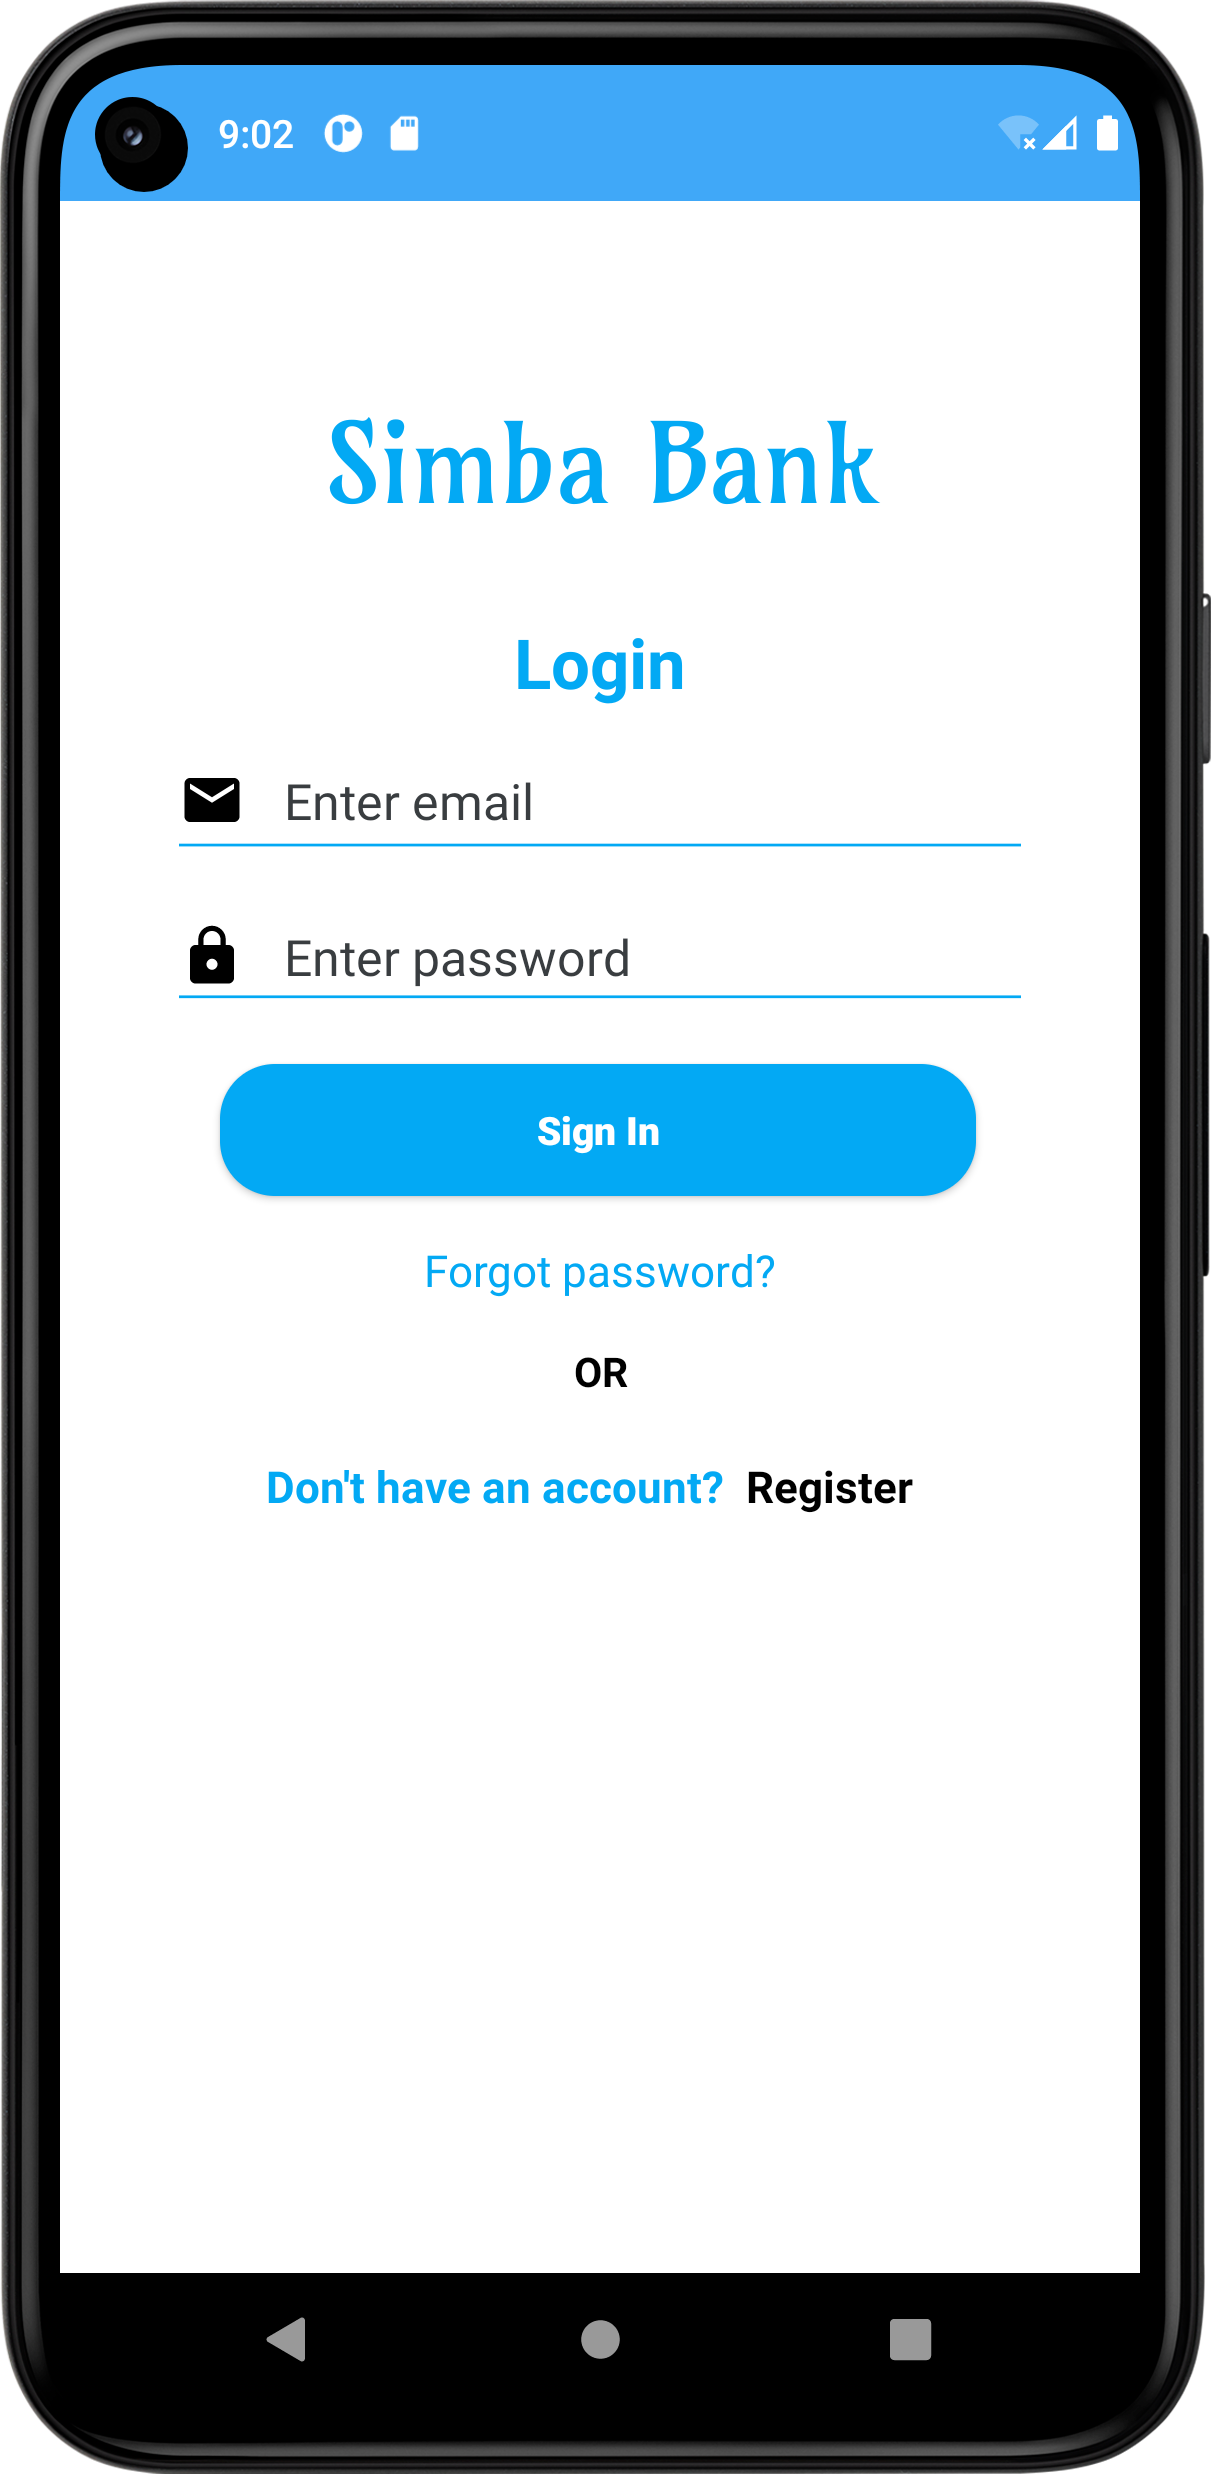 9:02
Simba Bank
Login
Enter email
Enter password
Sign In
Forgot password?
OR
Don't have an account? Register